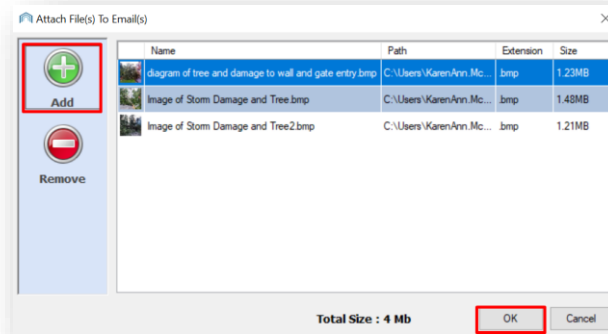 Attach File(s) To Email(s)
Add
Remove
Name Path Extension Size
diagram of tree and damage to wall and gate entry.bmp C:\Users\KarenAnn.Mc... .bmp 1.23MB
Image of Storm Damage and Tree.bmp C:\Users\KarenAnn.Mc... .bmp 1.48MB
Image of Storm Damage and Tree2.bmp C:\Users\KarenAnn.Mc... .bmp 1.21MB
Total Size : 4 Mb
OK Cancel